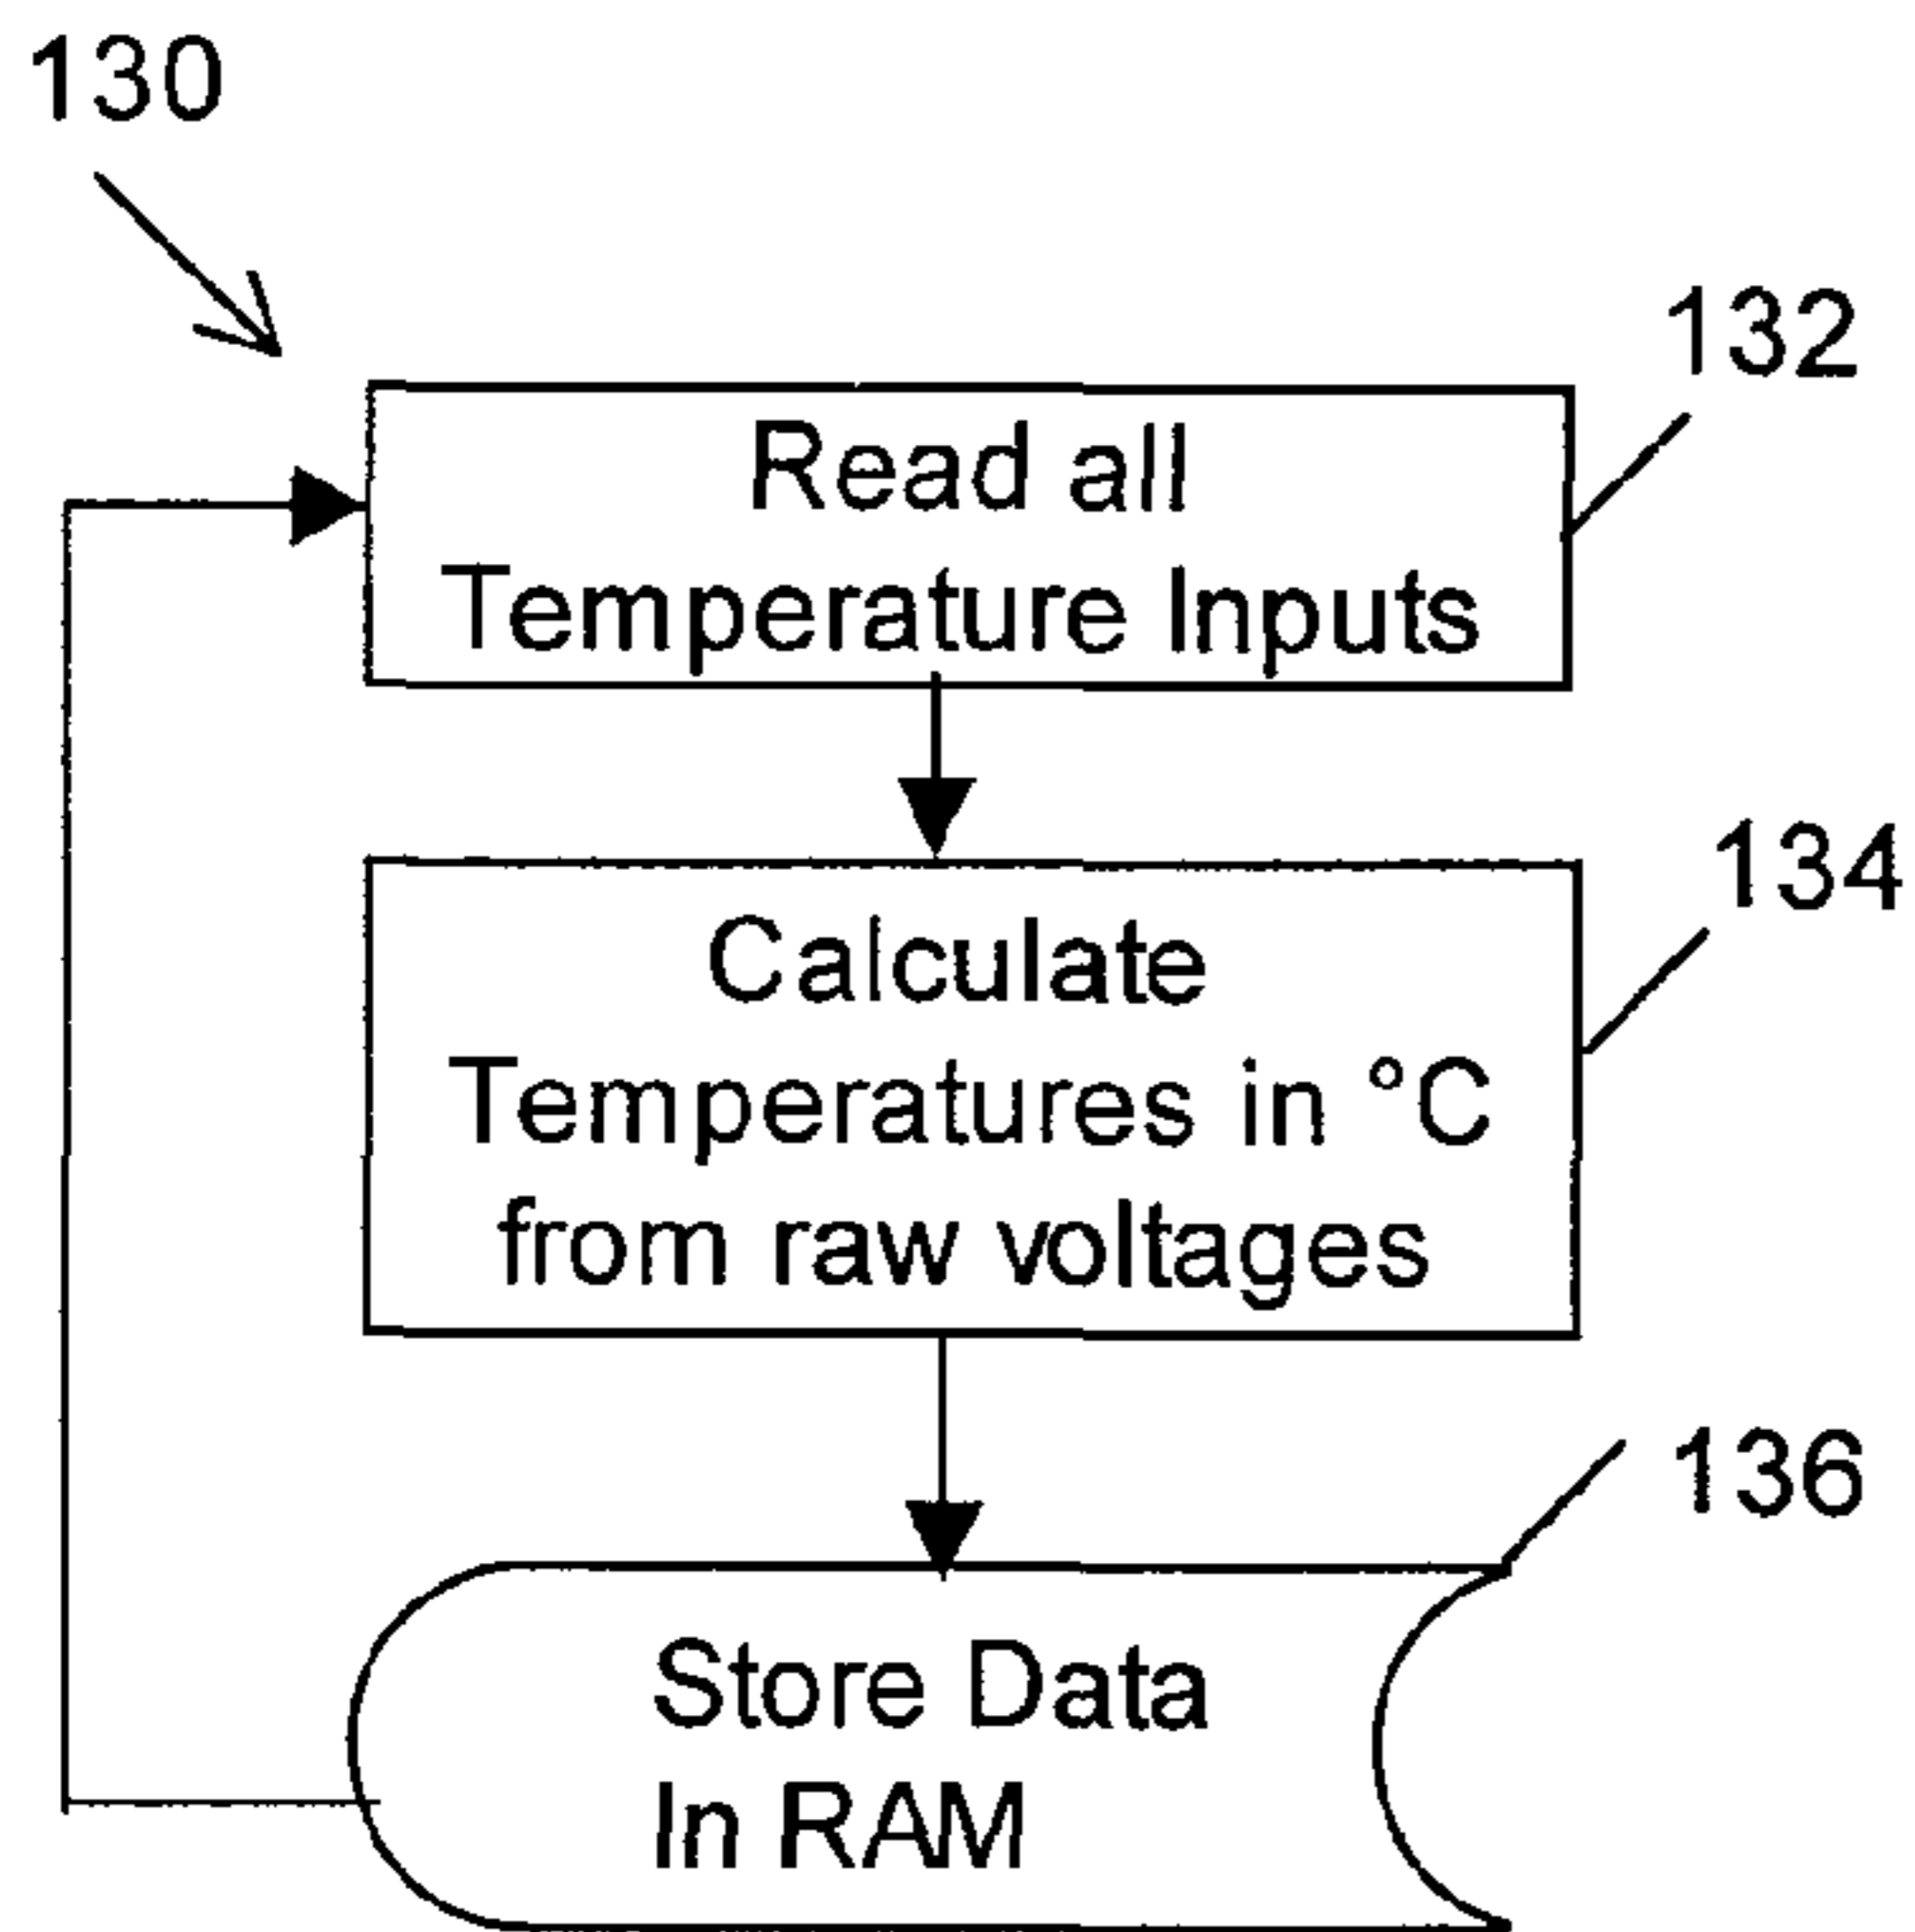 130
132
Read all
Temperature Inputs
134
Calculate
Temperatures in °C
from raw voltages
136
Store Data
In RAM